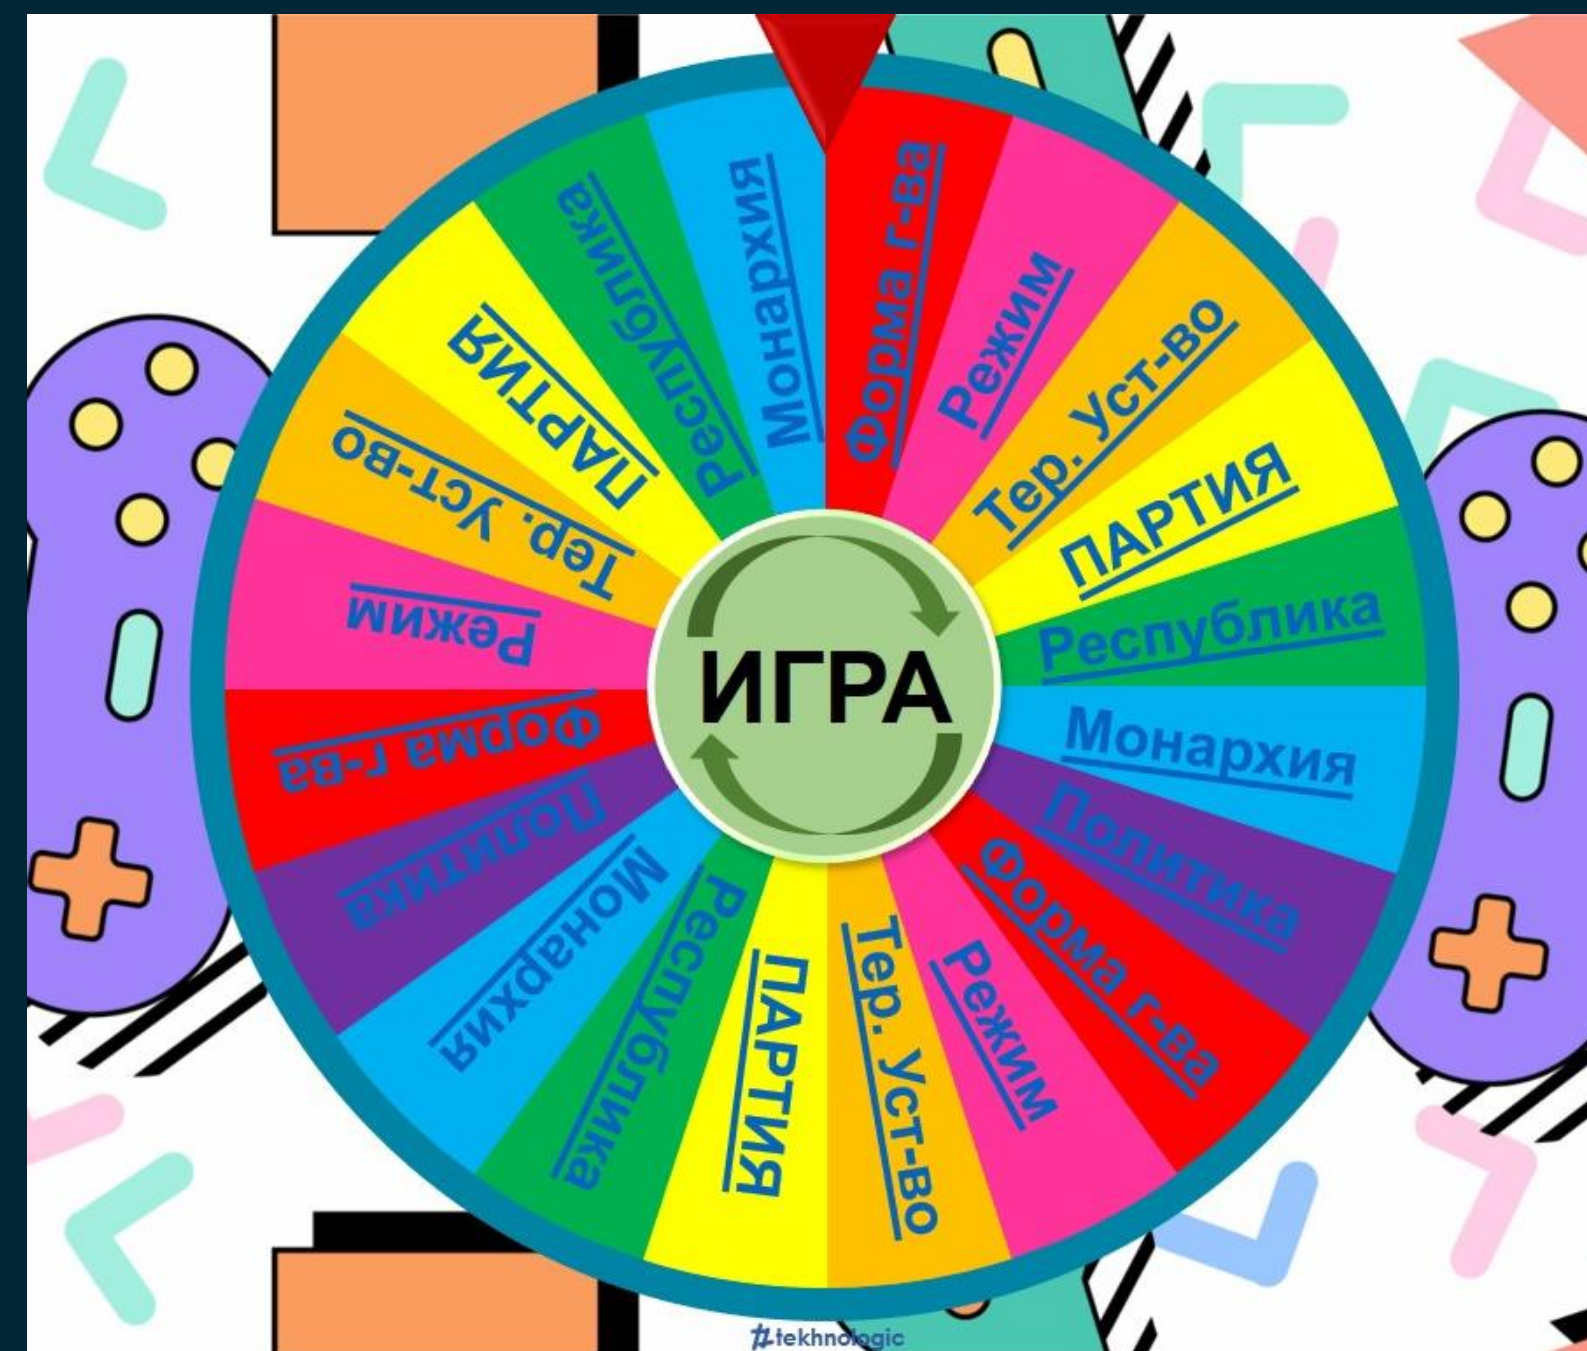 Форма г-ва
Режим
Тер. Уст-во
ПАРТИЯ
Республика
Монархия
Политика
Форма г-ва
Режим
Тер. Уст-во
ПАРТИЯ
Республика
Монархия
Политика
Форма г-ва
Режим
Тер. Уст-во
ПАРТИЯ
Республика
Монархия
ИГРА
#tekhnologic